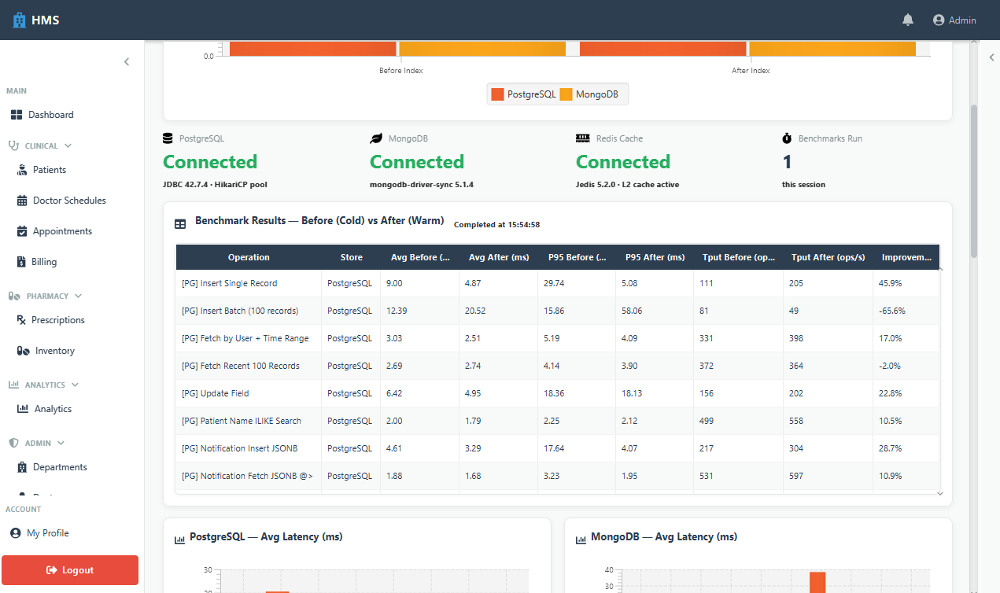 HMS
Admin
MAIN
Dashboard
CLINICAL
Patients
Doctor Schedules
Appointments
Billing
PHARMACY
Prescriptions
Inventory
ANALYTICS
Analytics
ADMIN
Departments
ACCOUNT
My Profile
Logout
0.0
Before Index After Index
PostgreSQL MongoDB
PostgreSQL MongoDB Redis Cache Benchmarks Run
Connected Connected Connected 1
JDBC 42.7.4 · HikariCP pool mongodb-driver-sync 5.1.4 Jedis 5.2.0 · L2 cache active this session
Benchmark Results — Before (Cold) vs After (Warm) Completed at 15:54:58
Operation Store Avg Before (... Avg After (ms) P95 Before (... P95 After (ms) Tput Before (op... Tput After (ops/s) Improvem...
[PG] Insert Single Record PostgreSQL 9.00 4.87 29.74 5.08 111 205 45.9%
[PG] Insert Batch (100 records) PostgreSQL 12.39 20.52 15.86 58.06 81 49 -65.6%
[PG] Fetch by User + Time Range PostgreSQL 3.03 2.51 5.19 4.09 331 398 17.0%
[PG] Fetch Recent 100 Records PostgreSQL 2.69 2.74 4.14 3.90 372 364 -2.0%
[PG] Update Field PostgreSQL 6.42 4.95 18.36 18.13 156 202 22.8%
[PG] Patient Name ILIKE Search PostgreSQL 2.00 1.79 2.25 2.12 499 558 10.5%
[PG] Notification Insert JSONB PostgreSQL 4.61 3.29 17.64 4.07 217 304 28.7%
[PG] Notification Fetch JSONB @> PostgreSQL 1.88 1.68 3.23 1.95 531 597 10.9%
PostgreSQL — Avg Latency (ms) MongoDB — Avg Latency (ms)
30 40
30